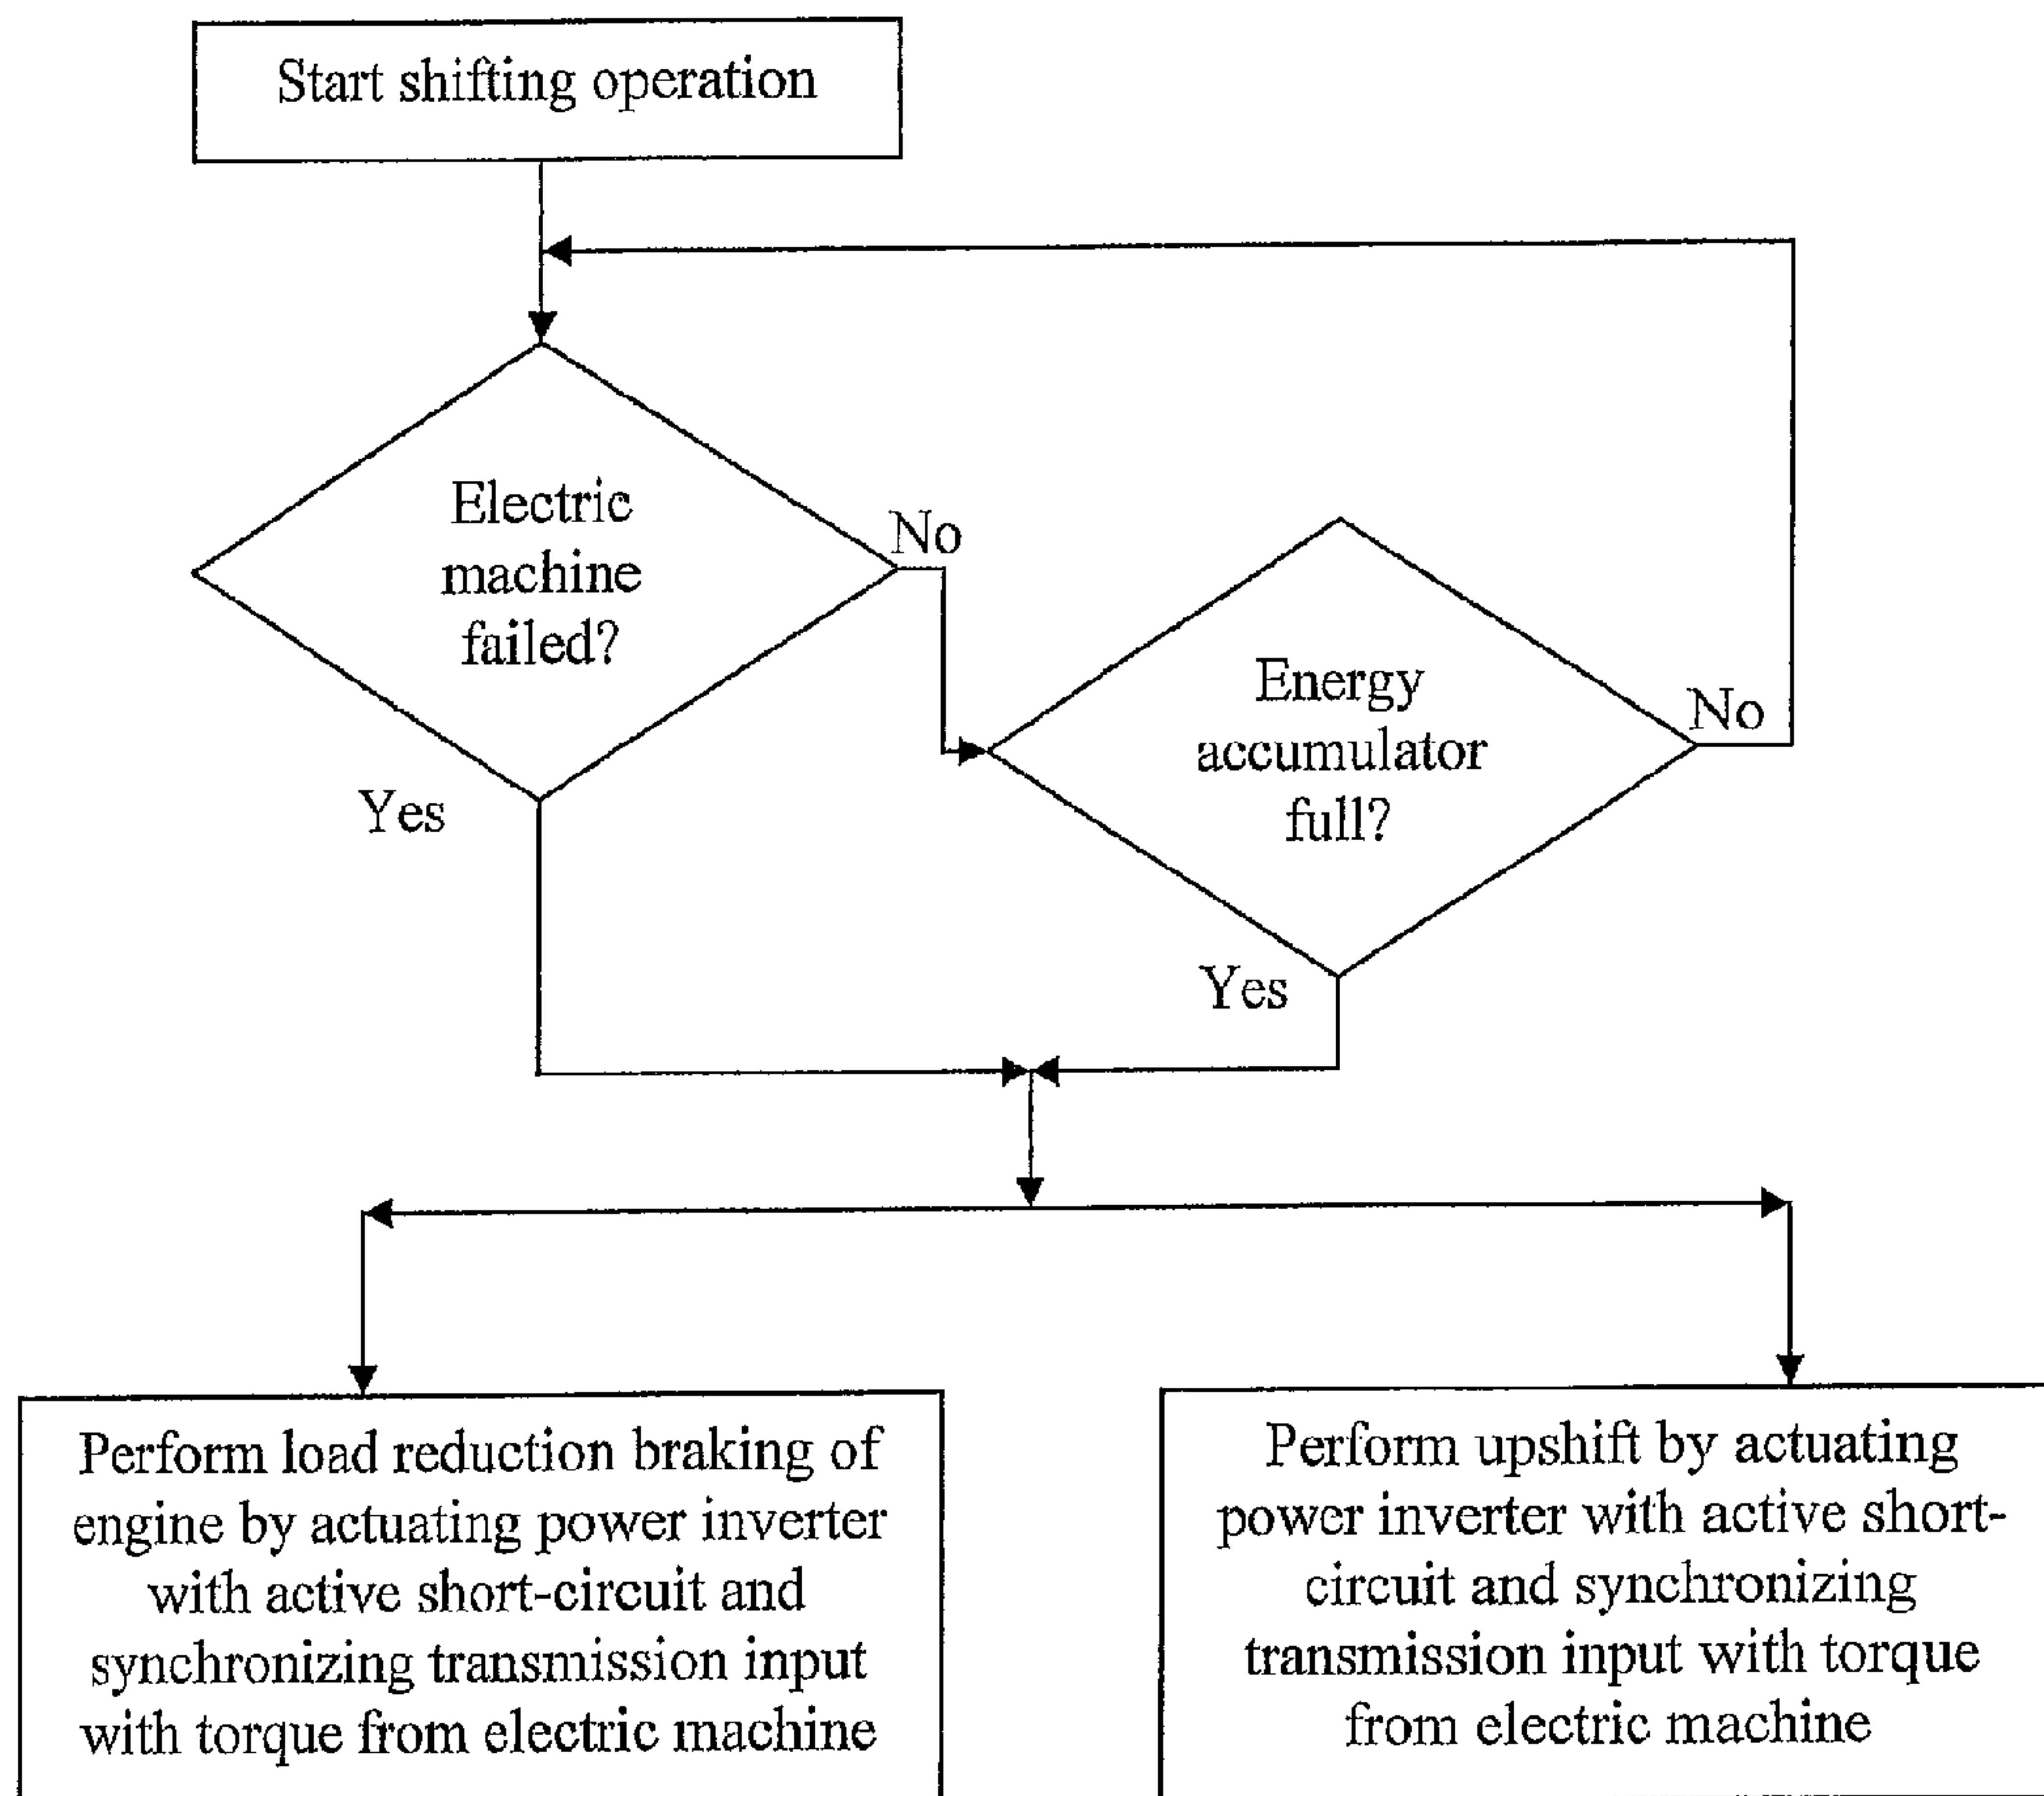 Start shifting operation
Electric
machine
failed?
No
Energy
accumulator
full?
No
Yes
Yes
Perform load reduction braking of
engine by actuating power inverter
with active short-circuit and
synchronizing transmission input
with torque from electric machine
Perform upshift by actuating
power inverter with active short-
circuit and synchronizing
transmission input with torque
from electric machine